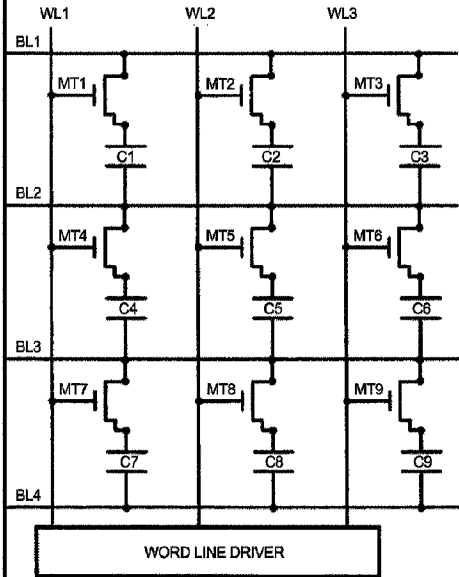 WL1 WL2 WL3
BL1
MT1 MT2 MT3
C1 C2 C3
BL2
MT4 MT5 MT6
C4 C5 C6
BL3
MT7 MT8 MT9
C7 C8 C9
BL4
WORD LINE DRIVER